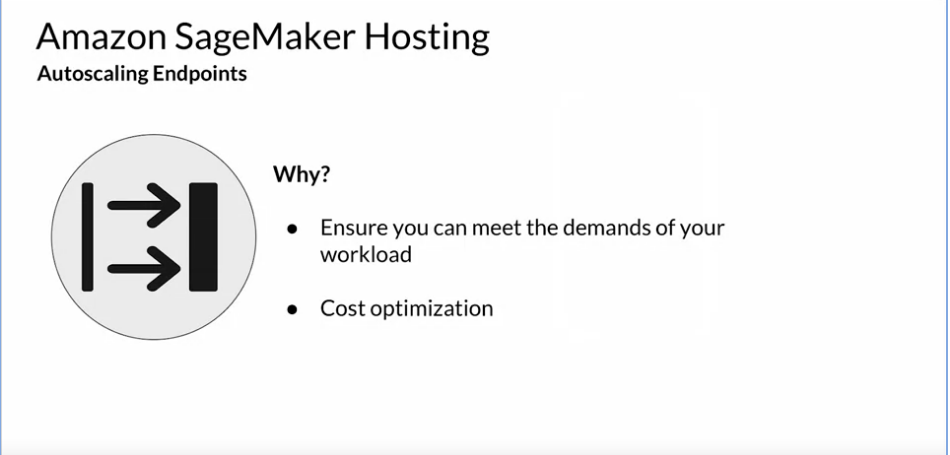 Amazon SageMaker Hosting
Autoscaling Endpoints
Why?
● Ensure you can meet the demands of your
workload
● Cost optimization